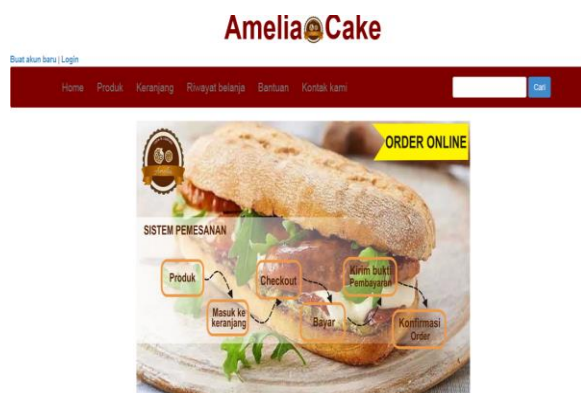 Amelia Cake
Buat akun baru | Login
Home Produk Keranjang Riwayat belanja Bantuan Kontak kami Cari
ORDER ONLINE
SISTEM PEMESANAN
Produk
Masuk ke
keranjang
Checkout
Bayar
Kirim bukti
Pembayaran
Konfirmasi
Order